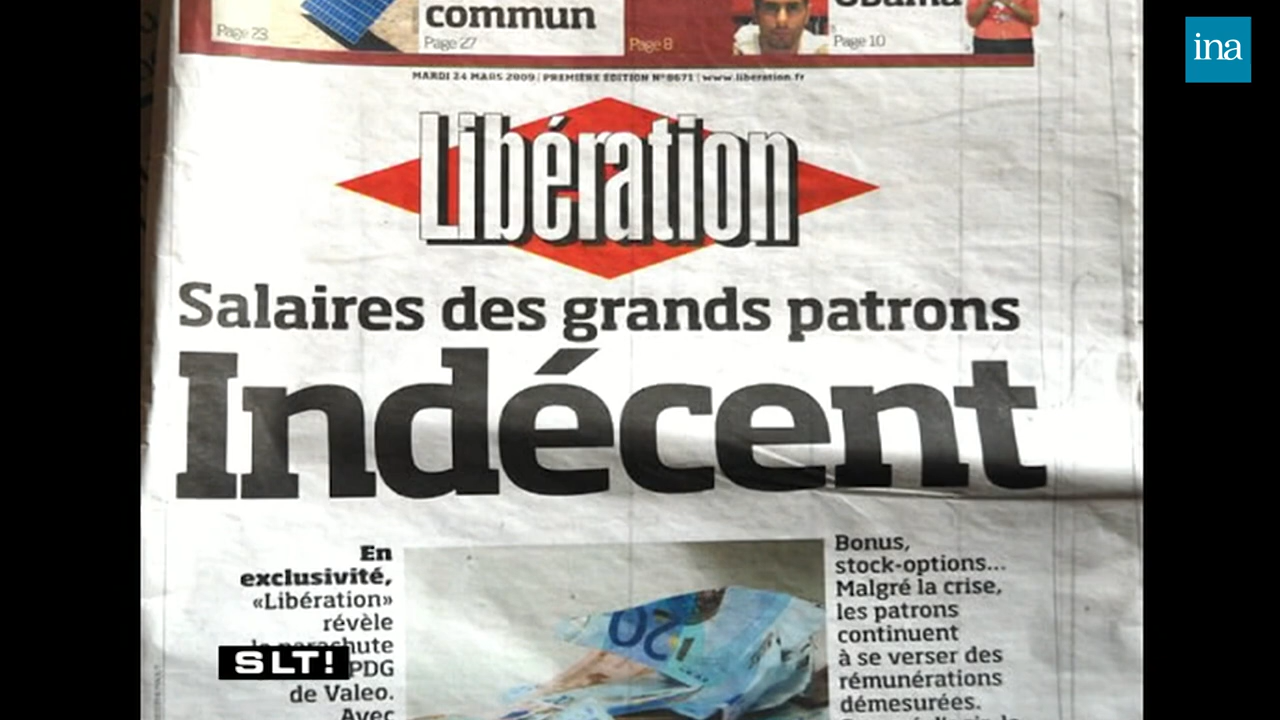 commun
Page 23
Page 27
Page 8
Page 10
ina
MARDI 24 MARS 2009 | PREMIÈRE ÉDITION N°8671 | www.liberation.fr
Libération
Salaires des grands patrons
Indécent
En
exclusivité,
«Libération»
révèle
parachute
PDG
de Valeo.
Avec
Bonus,
stock-options...
Malgré la crise,
les patrons
continuent
à se verser des
rémunérations
démesurées.
20
SLT!